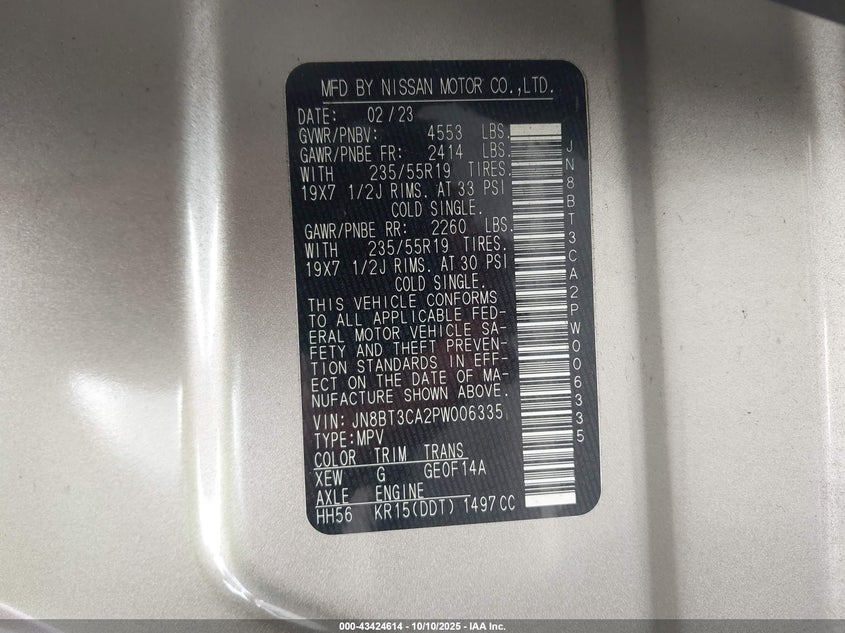 MFD BY NISSAN MOTOR CO.,LTD.
DATE: 02/23
GVWR/PNBV: 4553 LBS.
GAWR/PNBE FR: 2414 LBS.
WITH 235/55R19 TIRES.
19X7 1/2J RIMS. AT 33 PSI
COLD SINGLE.
GAWR/PNBE RR: 2260 LBS.
WITH 235/55R19 TIRES.
19X7 1/2J RIMS. AT 30 PSI
COLD SINGLE.
THIS VEHICLE CONFORMS
TO ALL APPLICABLE FED-
ERAL MOTOR VEHICLE SA-
FETY AND THEFT PREVEN-
TION STANDARDS IN EFF-
ECT ON THE DATE OF MA-
NUFACTURE SHOWN ABOVE.
VIN: JN8BT3CA2PW006335
TYPE:MPV
COLOR TRIM TRANS
XEW G GE0F14A
AXLE ENGINE
HH56 KR15(DDT) 1497CC
JN8BT3CA2PW006335
000-43424614 - 10/10/2025 - IAA Inc.